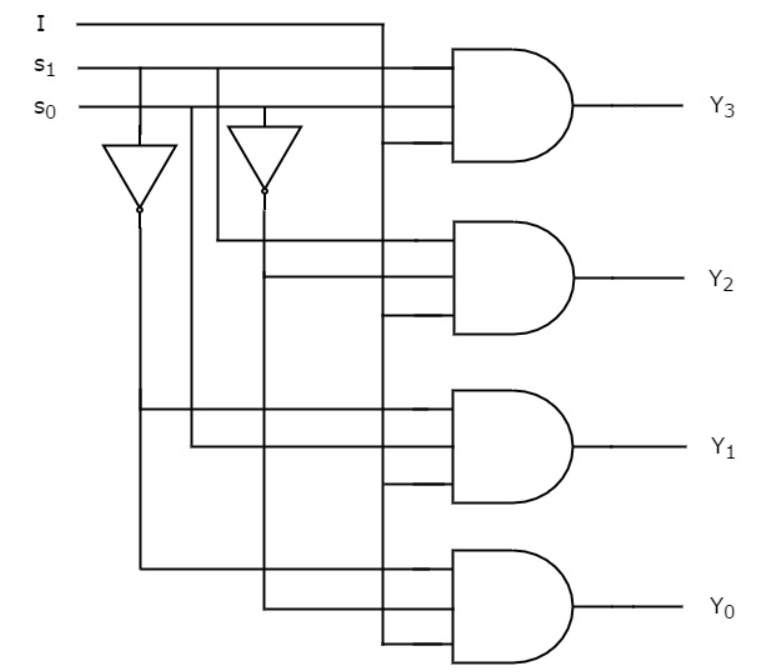 I
s₁
s₀
Y₃
Y₂
Y₁
Y₀